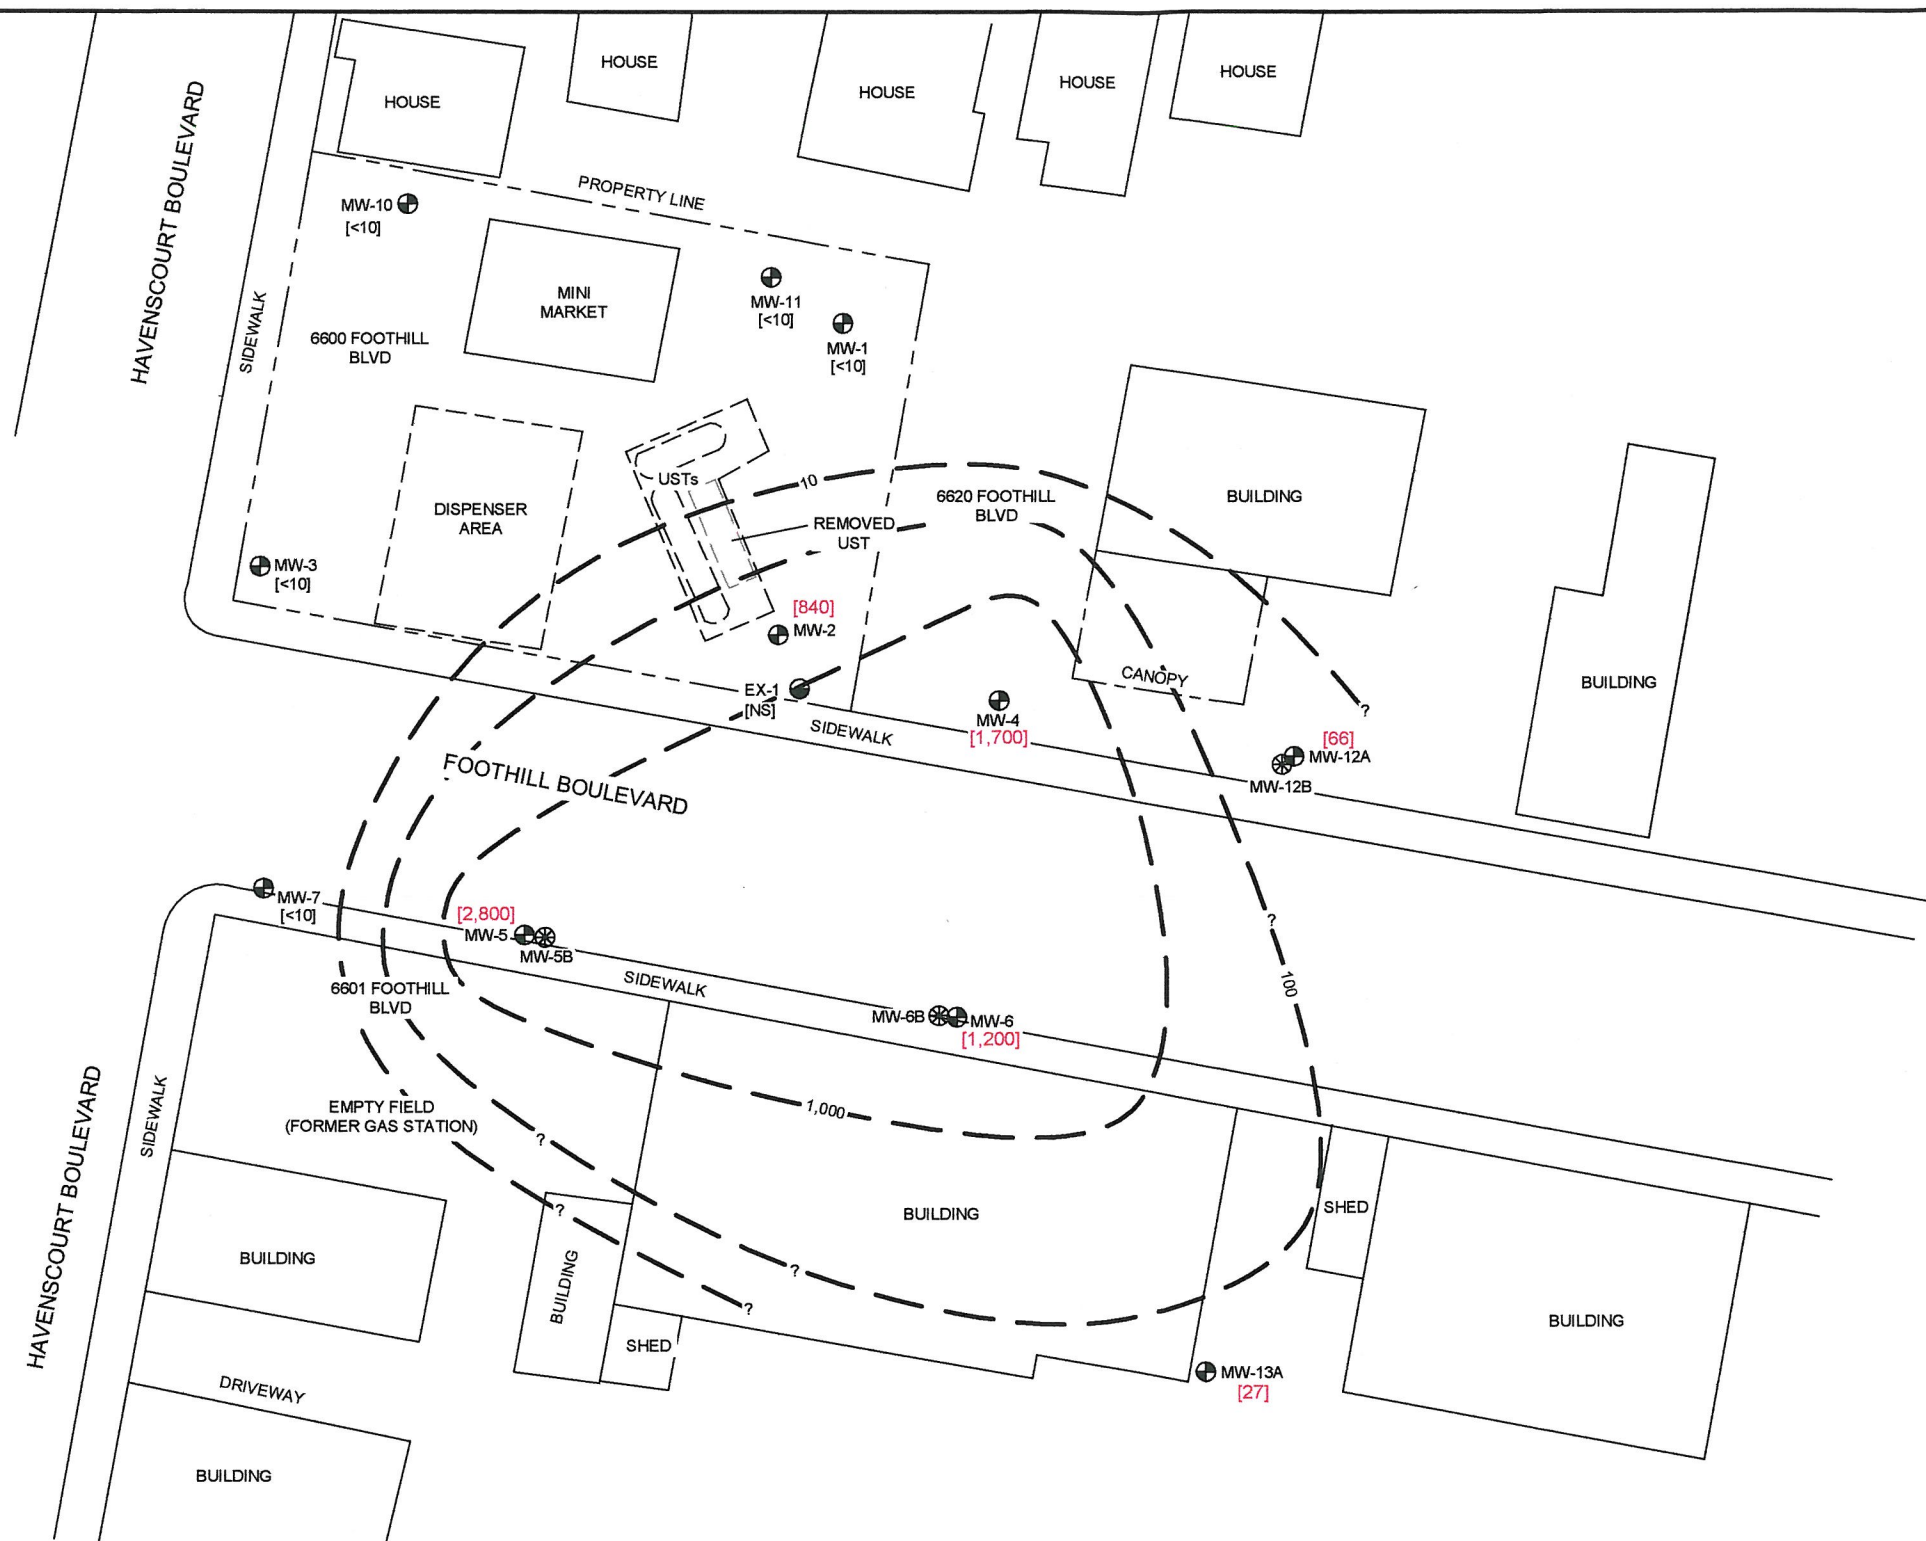 HOUSE
HOUSE
HOUSE
HOUSE
HOUSE
HAVENSCOURT BOULEVARD
PROPERTY LINE
MW-10
[<10]
SIDEWALK
6600 FOOTHILL
BLVD
MINI
MARKET
MW-11
[<10]
MW-1
[<10]
DISPENSER
AREA
USTs
10
REMOVED
UST
6620 FOOTHILL
BLVD
BUILDING
MW-3
[<10]
[840]
MW-2
EX-1
[NS]
SIDEWALK
MW-4
[1,700]
CANOPY
?
BUILDING
[66]
MW-12A
MW-12B
FOOTHILL BOULEVARD
MW-7
[<10]
[2,800]
MW-5
MW-5B
?
100
6601 FOOTHILL
BLVD
SIDEWALK
MW-6B
MW-6
[1,200]
HAVENSCOURT BOULEVARD
SIDEWALK
EMPTY FIELD
(FORMER GAS STATION)
1,000
?
?
?
?
BUILDING
BUILDING
BUILDING
SHED
SHED
BUILDING
MW-13A
[27]
DRIVEWAY
BUILDING